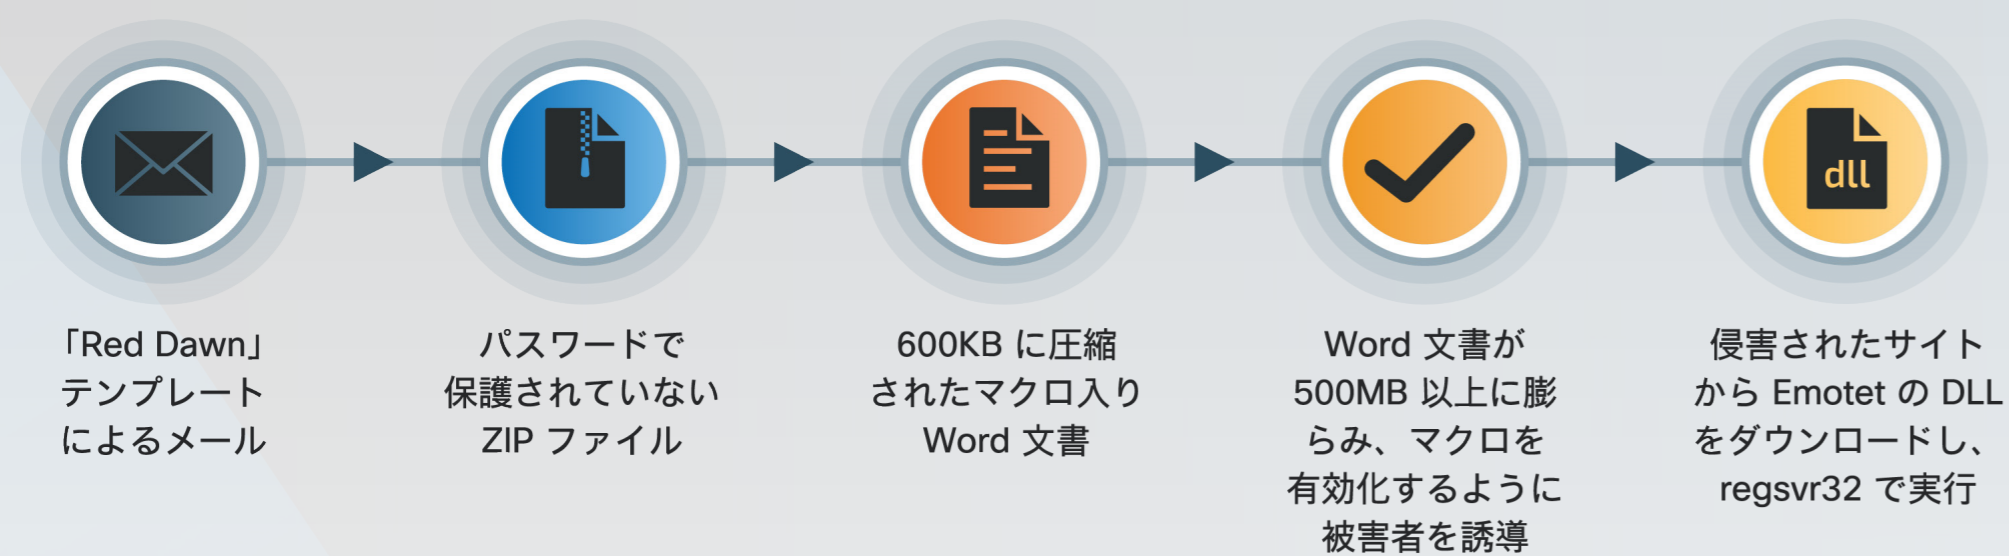 dll
「Red Dawn」
テンプレート
によるメール
パスワードで
保護されていない
ZIP ファイル
600KB に圧縮
されたマクロ入り
Word 文書
Word 文書が
500MB 以上に膨
らみ、マクロを
有効化するように
被害者を誘導
侵害されたサイト
から Emotet の DLL
をダウンロードし、
regsvr32 で実行